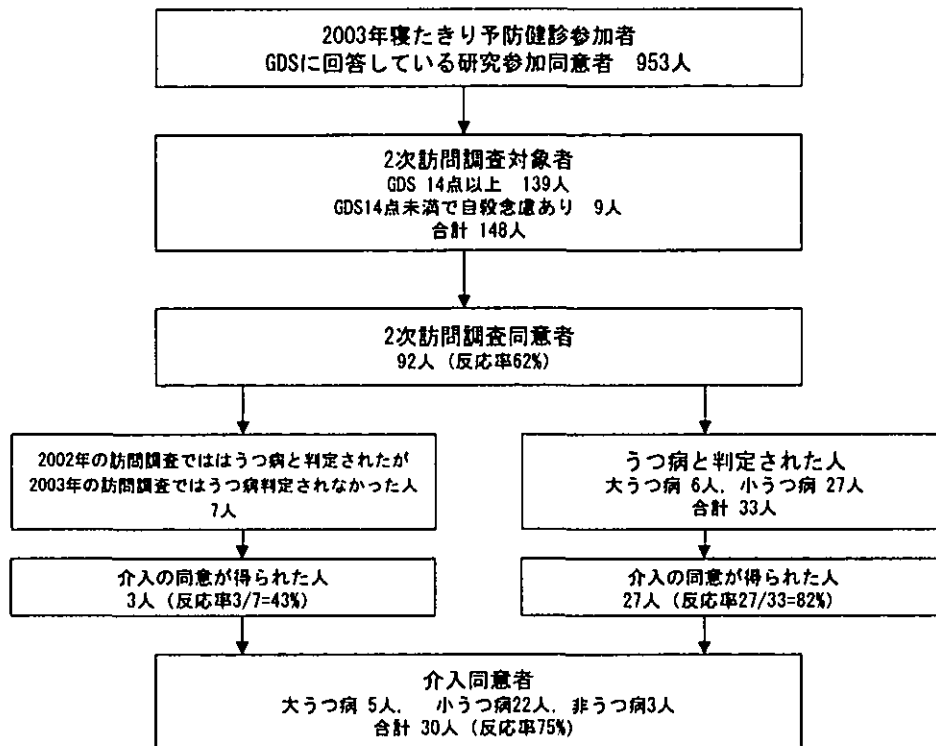 2003年寝たきり予防健診参加者
GDSに回答している研究参加同意者 953人
2次訪問調査対象者
GDS 14点以上 139人
GDS14点未満で自殺念慮あり 9人
合計 148人
2次訪問調査同意者
92人 (反応率62%)
2002年の訪問調査でははうつ病と判定されたが
2003年の訪問調査ではうつ病判定されなかった人
7人
うつ病と判定された人
大うつ病 6人, 小うつ病 27人
合計 33人
介入の同意が得られた人
3人 (反応率3/7=43%)
介入の同意が得られた人
27人 (反応率27/33=82%)
介入同意者
大うつ病 5人, 小うつ病22人, 非うつ病3人
合計 30人 (反応率75%)